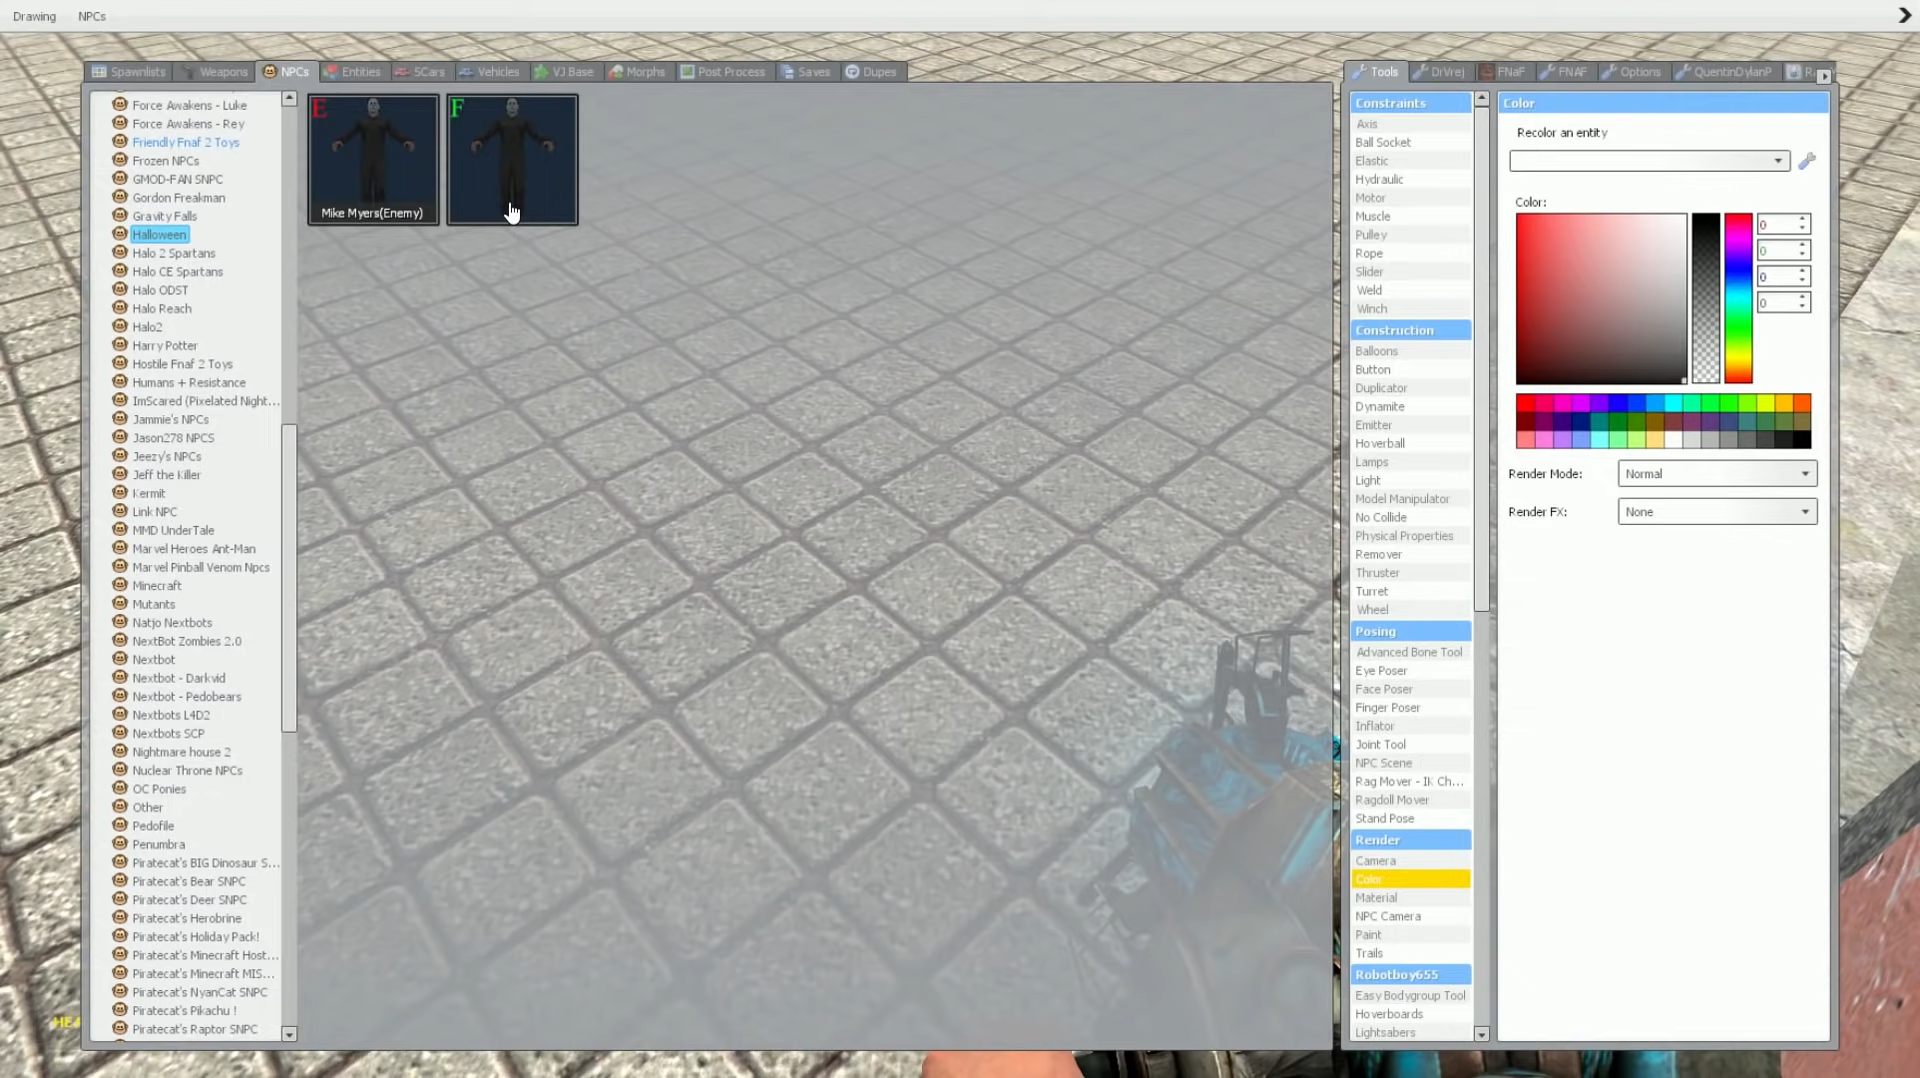 Drawing NPCs
Spawnlists Weapons NPCs Entities SCars Vehicles VJ Base Morphs Post Process Saves Dupes
Force Awakens - Luke
Force Awakens - Rey
Friendly Fnaf 2 Toys
Frozen NPCs
GMOD-FAN SNPC
Gordon Freakman
Gravity Falls
Halloween
Halo 2 Spartans
Halo CE Spartans
Halo ODST
Halo Reach
Halo2
Harry Potter
Hostile Fnaf 2 Toys
Humans + Resistance
ImScared (Pixelated Night...
Jammie's NPCs
Jason278 NPCS
Jeezy's NPCs
Jeff the Killer
Kermit
Link NPC
MMD UnderTale
Marvel Heroes Ant-Man
Marvel Pinball Venom Npcs
Minecraft
Mutants
Natjo Nextbots
NextBot Zombies 2.0
Nextbot
Nextbot - Darkvid
Nextbot - Pedobears
Nextbots L4D2
Nextbots SCP
Nightmare house 2
Nuclear Throne NPCs
OC Ponies
Other
Pedofile
Penumbra
Piratecat's BIG Dinosaur S...
Piratecat's Bear SNPC
Piratecat's Deer SNPC
Piratecat's Herobrine
Piratecat's Holiday Pack!
Piratecat's Minecraft Host...
Piratecat's Minecraft MIS...
Piratecat's NyanCat SNPC
Piratecat's Pikachu !
Piratecat's Raptor SNPC
E
Mike Myers(Enemy)
F
Tools DrVrej FNaF FNAF Options QuentinDylanP
Constraints
Axis
Ball Socket
Elastic
Hydraulic
Motor
Muscle
Pulley
Rope
Slider
Weld
Winch
Construction
Balloons
Button
Duplicator
Dynamite
Emitter
Hoverball
Lamps
Light
Model Manipulator
No Collide
Physical Properties
Remover
Thruster
Turret
Wheel
Posing
Advanced Bone Tool
Eye Poser
Face Poser
Finger Poser
Inflator
Joint Tool
NPC Scene
Rag Mover - IK Ch...
Ragdoll Mover
Stand Pose
Render
Camera
Color
Material
NPC Camera
Paint
Trails
Robotboy655
Easy Bodygroup Tool
Hoverboards
Lightsabers
Color
Recolor an entity
Color:
0
0
0
0
Render Mode: Normal
Render FX: None